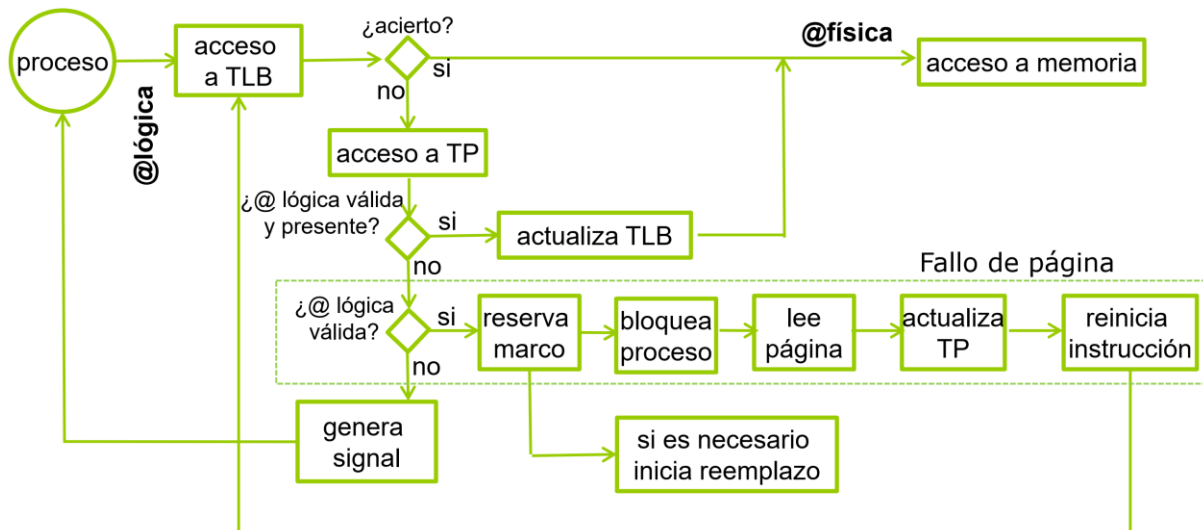 ¿acierto?
@física
proceso
acceso
a TLB
si
acceso a memoria
no
@lógica
acceso a TP
¿@ lógica válida
y presente?
si
actualiza TLB
no
Fallo de página
¿@ lógica
válida?
si
reserva
marco
bloquea
proceso
lee
página
actualiza
TP
reinicia
instrucción
no
genera
signal
si es necesario
inicia reemplazo